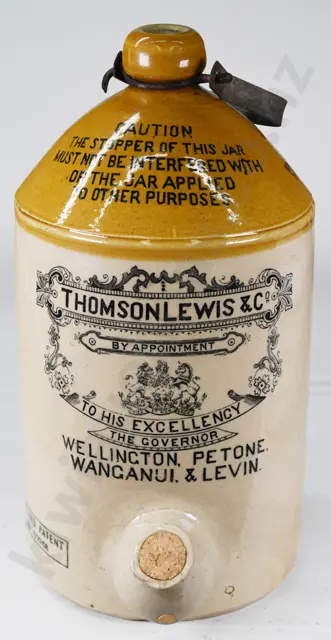 CAUTION
THE STOPPER OF THIS JAR
MUST NOT BE INTERFERED WITH
OR THE JAR APPLIED
TO OTHER PURPOSES
THOMSON LEWIS & Co.
BY APPOINTMENT
TO HIS EXCELLENCY
THE GOVERNOR
WELLINGTON, PETONE.
WANGANUI, & LEVIN.
PATENT